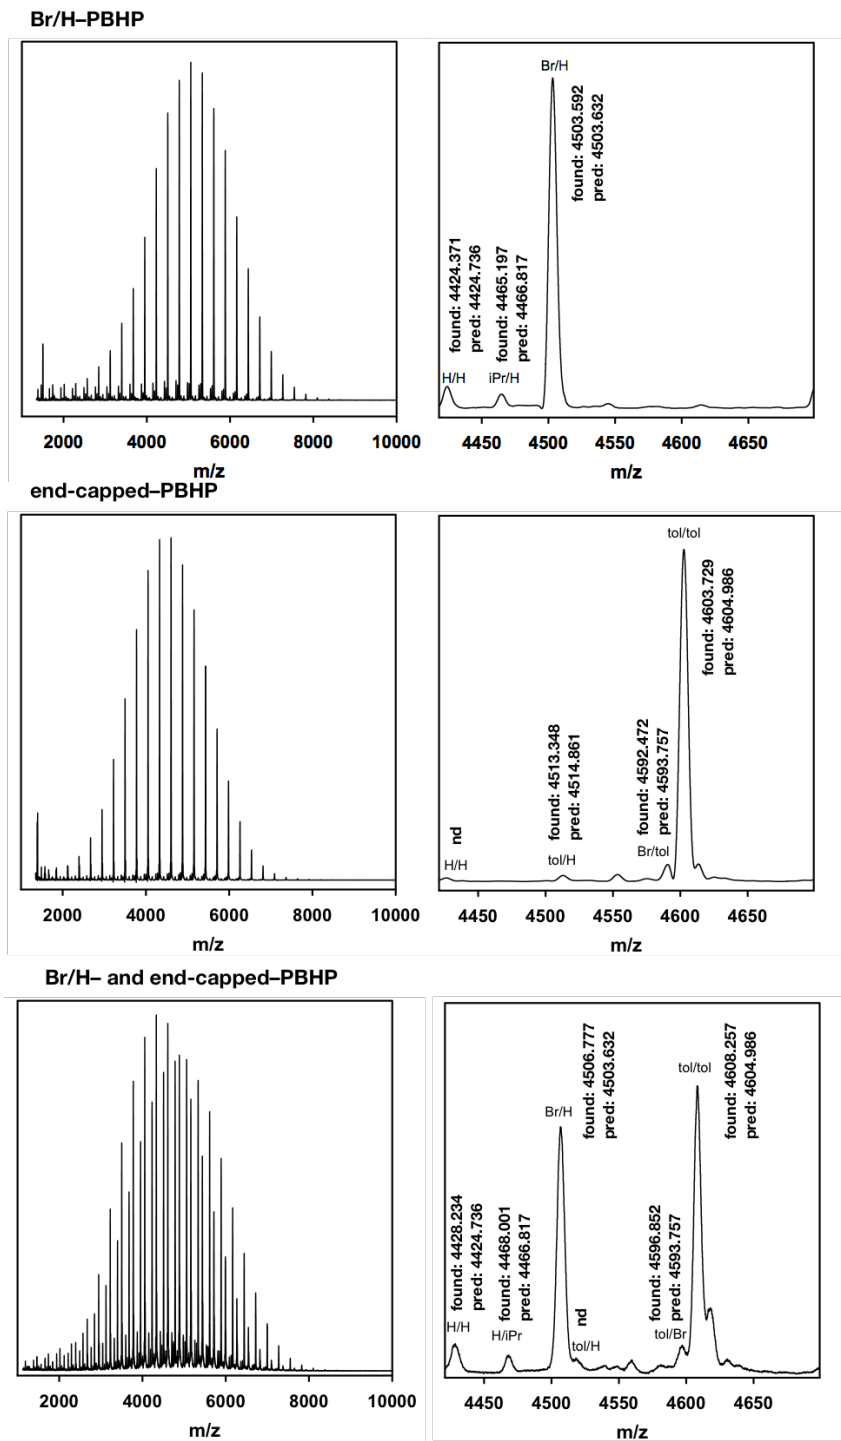 Br/H–PBHP
2000 4000 6000 8000 10000
m/z
Br/H
found: 4503.592
pred: 4503.632
found: 4424.371
pred: 4424.736
found: 4465.197
pred: 4466.817
H/H
iPr/H
4450 4500 4550 4600 4650
m/z
end-capped–PBHP
2000 4000 6000 8000 10000
m/z
tol/tol
found: 4603.729
pred: 4604.986
found: 4513.348
pred: 4514.861
found: 4592.472
pred: 4593.757
nd
H/H
tol/H
Br/tol
4450 4500 4550 4600 4650
m/z
Br/H– and end-capped–PBHP
2000 4000 6000 8000 10000
m/z
found: 4506.777
pred: 4503.632
tol/tol
found: 4608.257
pred: 4604.986
Br/H
found: 4428.234
pred: 4424.736
found: 4468.001
pred: 4466.817
nd
found: 4596.852
pred: 4593.757
H/H
H/iPr
tol/H
tol/Br
4450 4500 4550 4600 4650
m/z